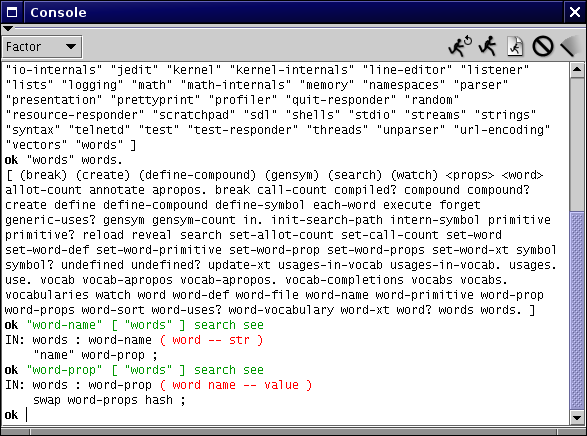 Console
Factor
"io-internals" "jedit" "kernel" "kernel-internals" "line-editor" "listener"
"lists" "logging" "math" "math-internals" "memory" "namespaces" "parser"
"presentation" "prettyprint" "profiler" "quit-responder" "random"
"resource-responder" "scratchpad" "sdl" "shells" "stdio" "streams" "strings"
"syntax" "telnetd" "test" "test-responder" "threads" "unparser" "url-encoding"
"vectors" "words" ]
ok "words" words.
[ (break) (create) (define-compound) (gensym) (search) (watch) <props> <word>
allot-count annotate apropos. break call-count compiled? compound compound?
create define define-compound define-symbol each-word execute forget
generic-uses? gensym gensym-count in. init-search-path intern-symbol primitive
primitive? reload reveal search set-allot-count set-call-count set-word
set-word-def set-word-primitive set-word-prop set-word-props set-word-xt symbol
symbol? undefined undefined? update-xt usages-in-vocab usages-in-vocab. usages.
use. vocab vocab-apropos vocab-apropos. vocab-completions vocabs vocabs.
vocabularies watch word word-def word-file word-name word-primitive word-prop
word-props word-sort word-uses? word-vocabulary word-xt word? words words. ]
ok "word-name" [ "words" ] search see
IN: words : word-name ( word -- str )
"name" word-prop ;
ok "word-prop" [ "words" ] search see
IN: words : word-prop ( word name -- value )
swap word-props hash ;
ok